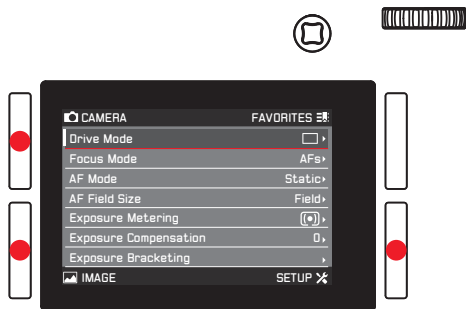 CAMERA FAVORITES
Drive Mode
Focus Mode AFs
AF Mode Static
AF Field Size Field
Exposure Metering
Exposure Compensation 0
Exposure Bracketing
IMAGE SETUP